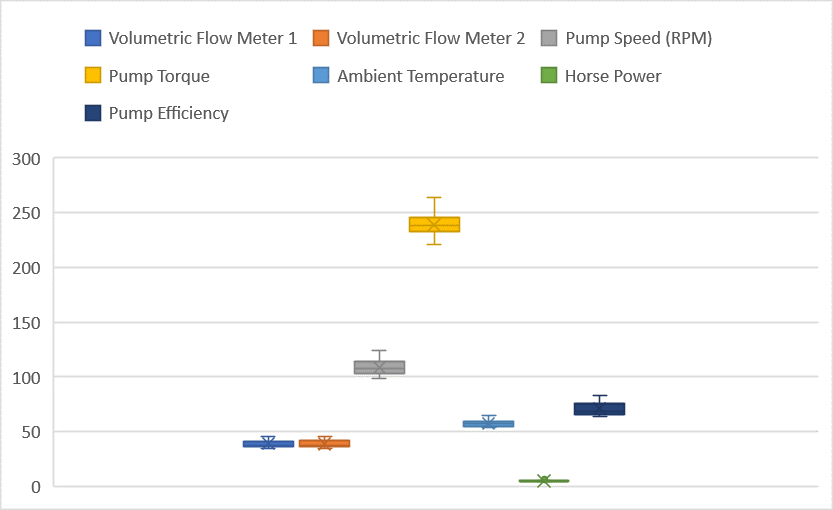 Volumetric Flow Meter 1 Volumetric Flow Meter 2 Pump Speed (RPM)
Pump Torque Ambient Temperature Horse Power
Pump Efficiency
300
250
200
150
100
50
0